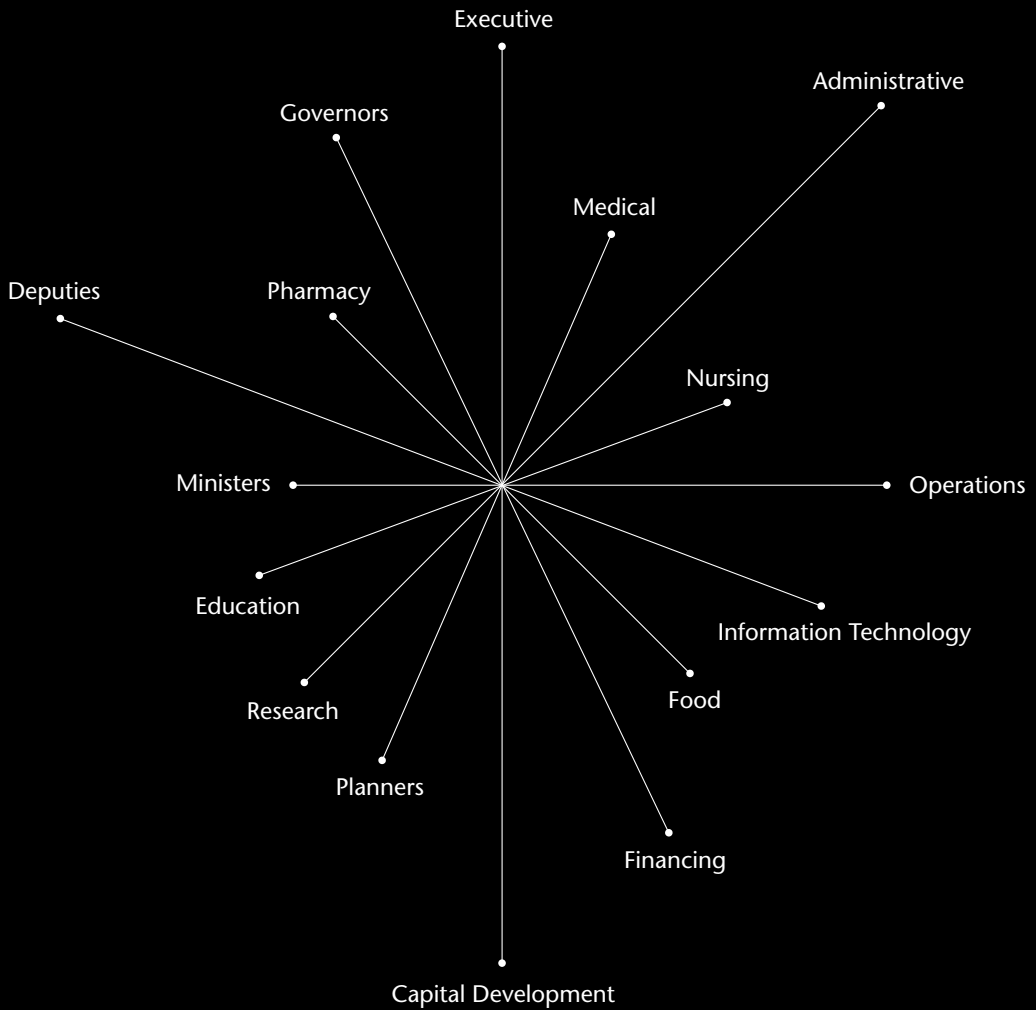 Executive
Administrative
Governors
Medical
Deputies
Pharmacy
Nursing
Ministers
Operations
Education
Information Technology
Research
Food
Planners
Financing
Capital Development